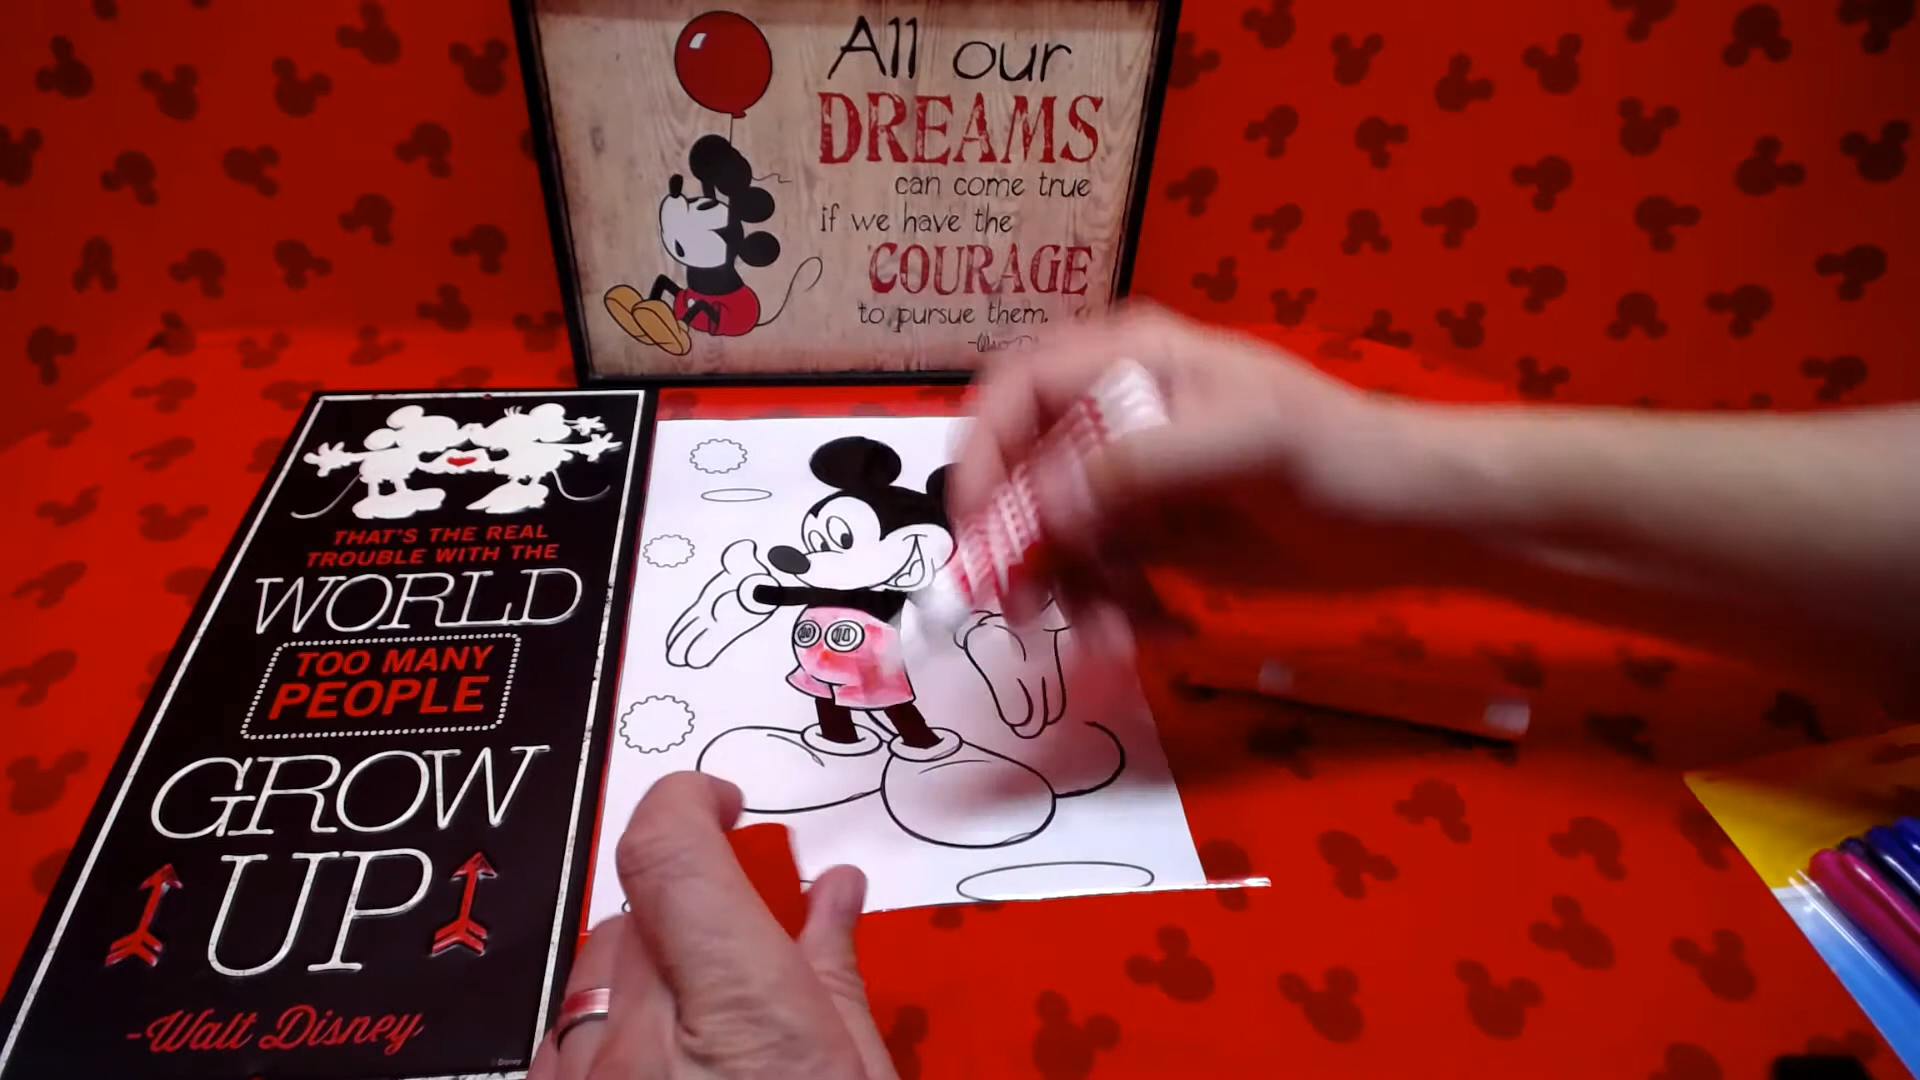 All our
DREAMS
can come true
if we have the
COURAGE
to pursue them.
THAT'S THE REAL
TROUBLE WITH THE
WORLD
TOO MANY
PEOPLE
GROW
UP
-Walt Disney